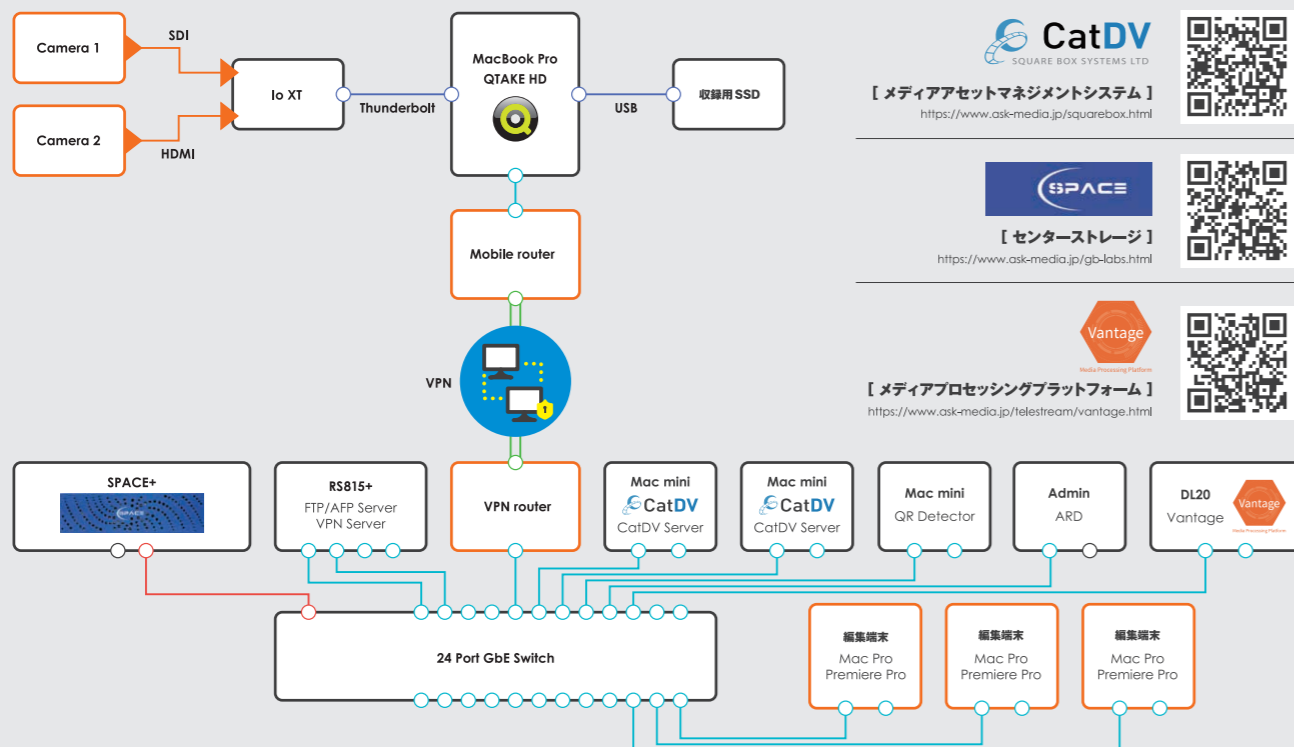 Camera 1
SDI
Camera 2
HDMI
Io XT
Thunderbolt
MacBook Pro
QTAKE HD
USB
収録用 SSD
Mobile router
VPN
CatDV
SQUARE BOX SYSTEMS LTD
[ メディアアセットマネジメントシステム ]
https://www.ask-media.jp/squarebox.html
SPACE
[ センターストレージ ]
https://www.ask-media.jp/gb-labs.html
Vantage
Media Processing Platform
[ メディアプロセッシングプラットフォーム ]
https://www.ask-media.jp/telestream/vantage.html
SPACE+
SPACE
RS815+
FTP/AFP Server
VPN Server
VPN router
Mac mini
CatDV
CatDV Server
Mac mini
CatDV
CatDV Server
Mac mini
QR Detector
Admin
ARD
DL20
Vantage
Vantage
Media Processing Platform
24 Port GbE Switch
編集端末
Mac Pro
Premiere Pro
編集端末
Mac Pro
Premiere Pro
編集端末
Mac Pro
Premiere Pro